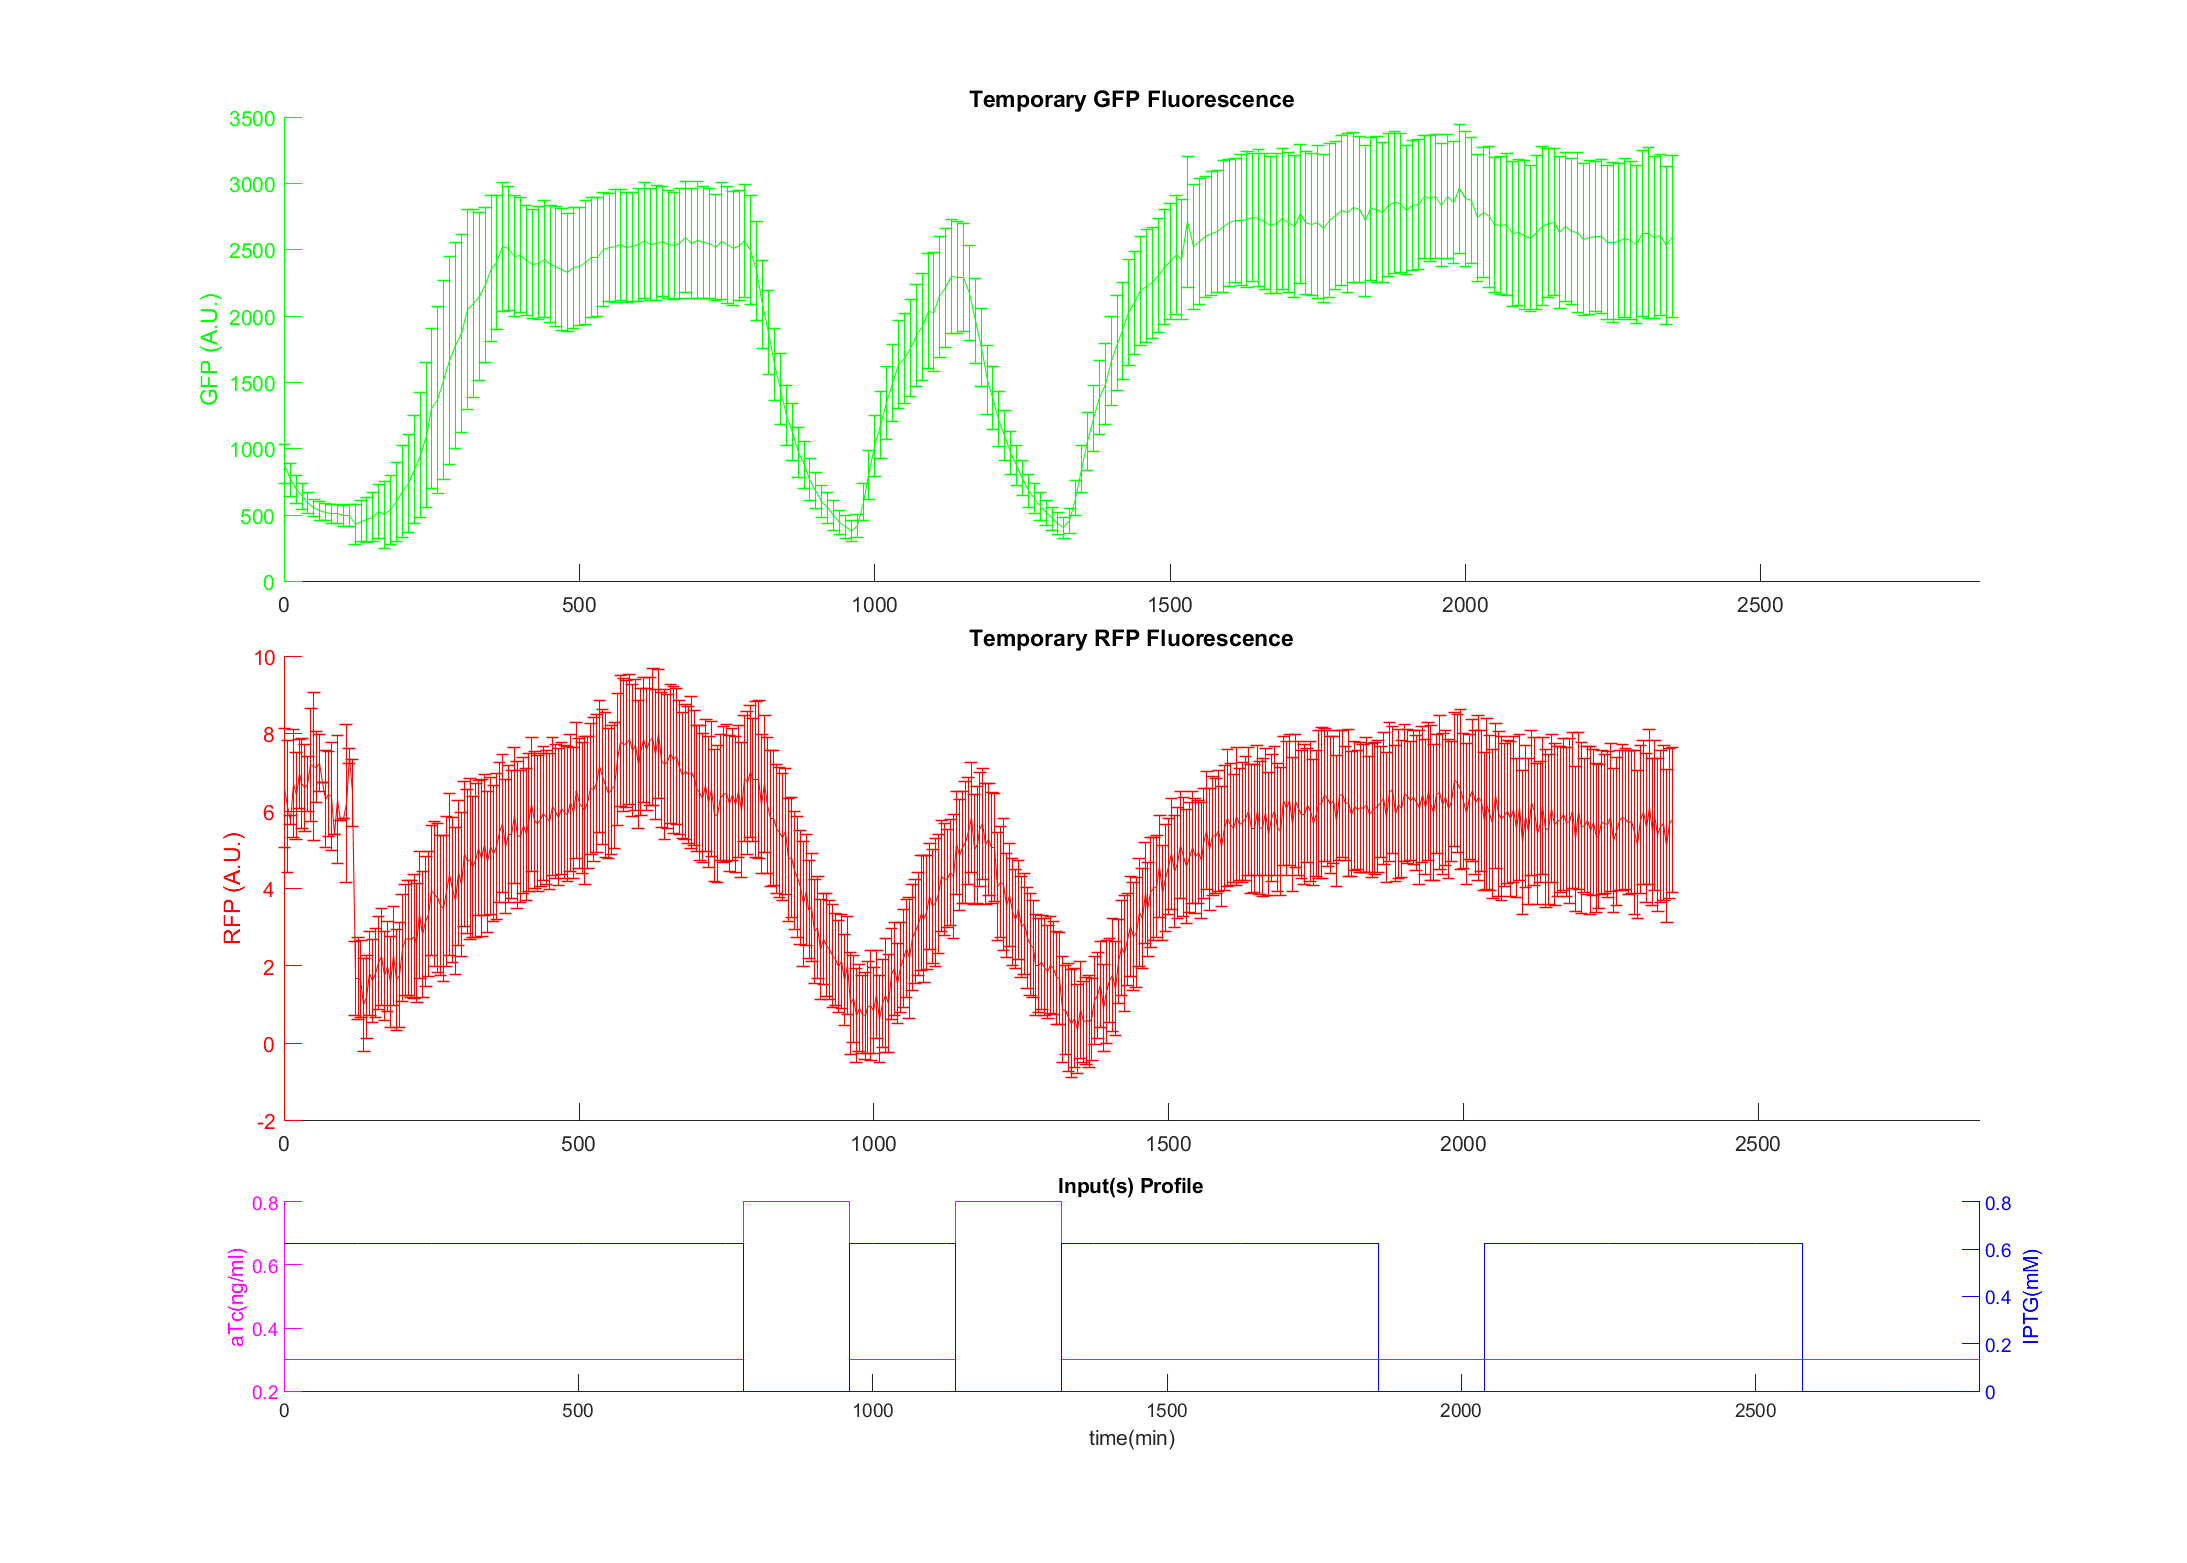 Temporary GFP Fluorescence
GFP (A.U.)
3500
3000
2500
2000
1500
1000
500
0
0 500 1000 1500 2000 2500
Temporary RFP Fluorescence
RFP (A.U.)
10
8
6
4
2
0
-2
0 500 1000 1500 2000 2500
Input(s) Profile
aTc(ng/ml)
0.8
0.6
0.4
0.2
0.8
0.6
0.4
0.2
0
IPTG(mM)
0 500 1000 1500 2000 2500
time(min)